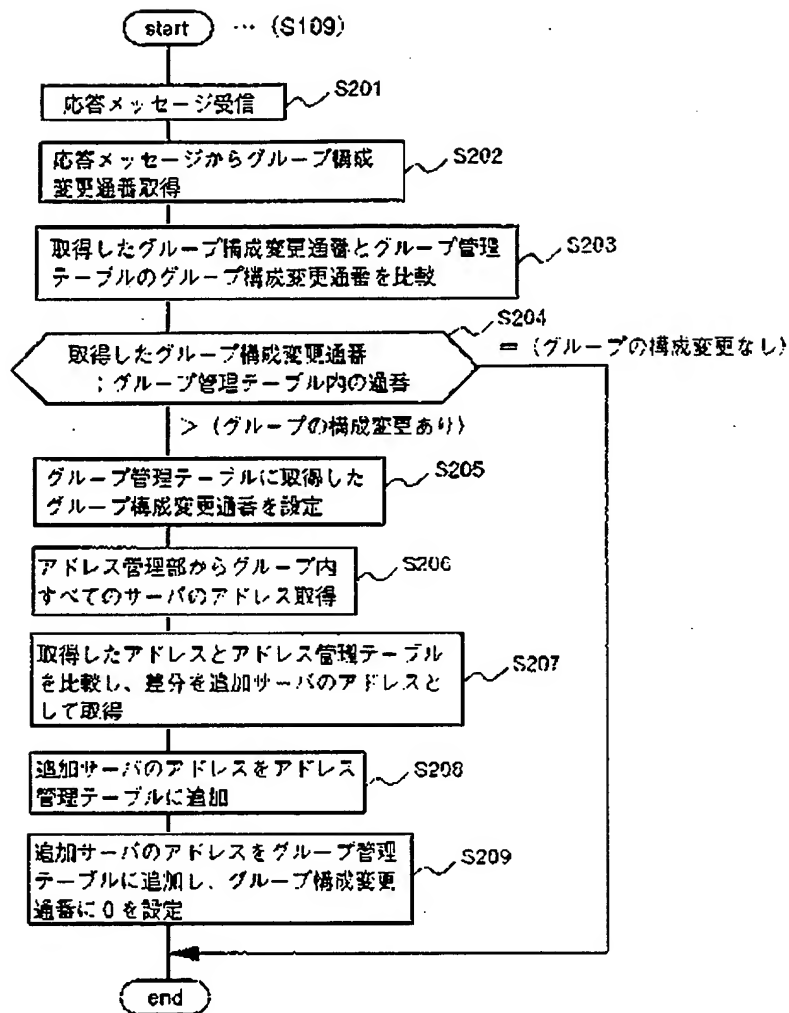 start … (S109)
応答メッセージ受信
S201
応答メッセージからグループ構成
変更通番取得
S202
取得したグループ構成変更通番とグループ管理
テーブルのグループ構成変更通番を比較
S203
S204
取得したグループ構成変更通番
:グループ管理テーブル内の通番
= (グループの構成変更なし)
> (グループの構成変更あり)
グループ管理テーブルに取得した
グループ構成変更通番を設定
S205
アドレス管理部からグループ内
すべてのサーバのアドレス取得
S206
取得したアドレスとアドレス管理テーブル
を比較し、差分を追加サーバのアドレスと
して取得
S207
追加サーバのアドレスをアドレス
管理テーブルに追加
S208
追加サーバのアドレスをグループ管理
テーブルに追加し、グループ構成変更
通番に0を設定
S209
end